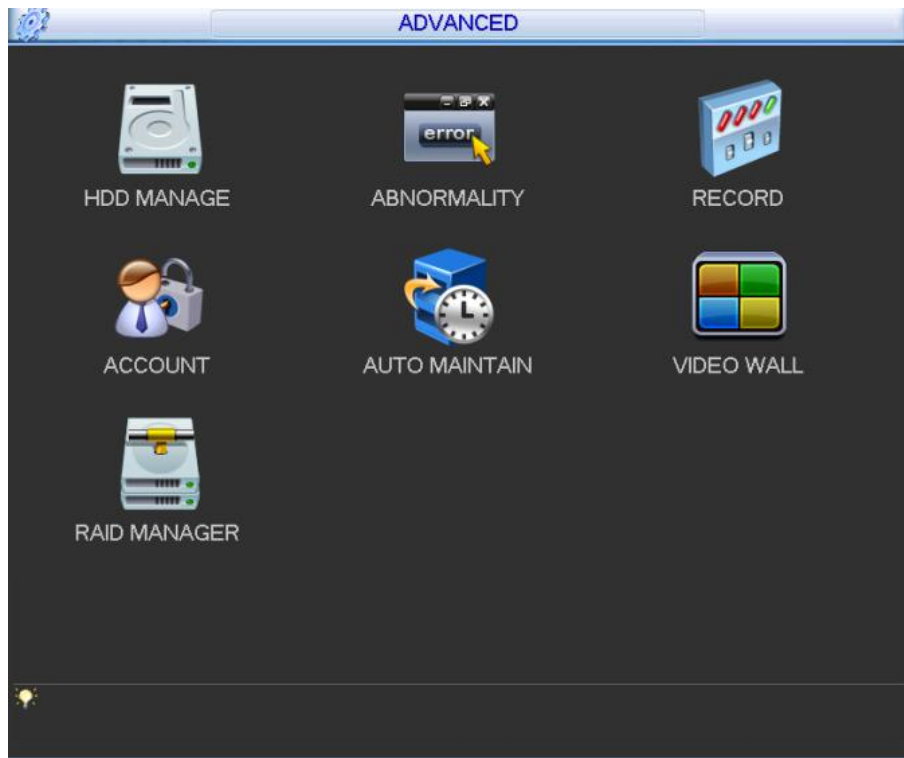 ADVANCED
HDD MANAGE
error
ABNORMALITY
RECORD
ACCOUNT
AUTO MAINTAIN
VIDEO WALL
RAID MANAGER